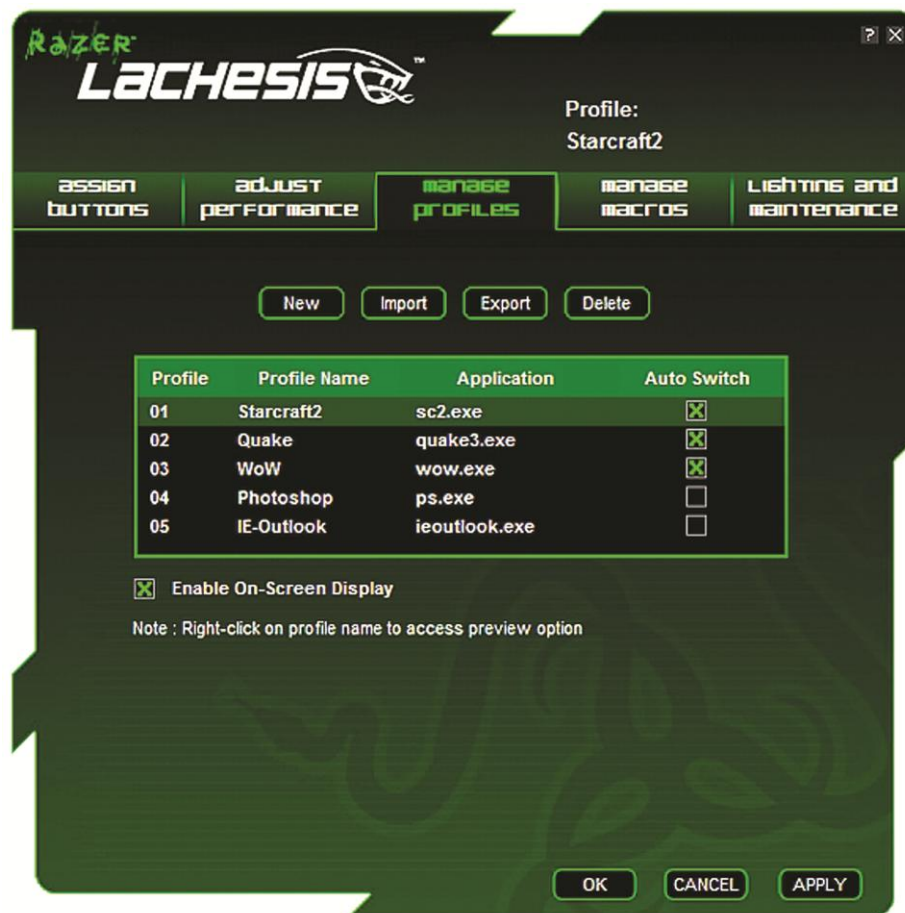 RAZER
LACHESIS™
? X
Profile:
Starcraft2
assign buttons
adjust performance
manage profiles
manage macros
Lighting and maintenance
New Import Export Delete
Profile Profile Name Application Auto Switch
01 Starcraft2 sc2.exe
02 Quake quake3.exe
03 WoW wow.exe
04 Photoshop ps.exe
05 IE-Outlook ieoutlook.exe
Enable On-Screen Display
Note : Right-click on profile name to access preview option
OK CANCEL APPLY